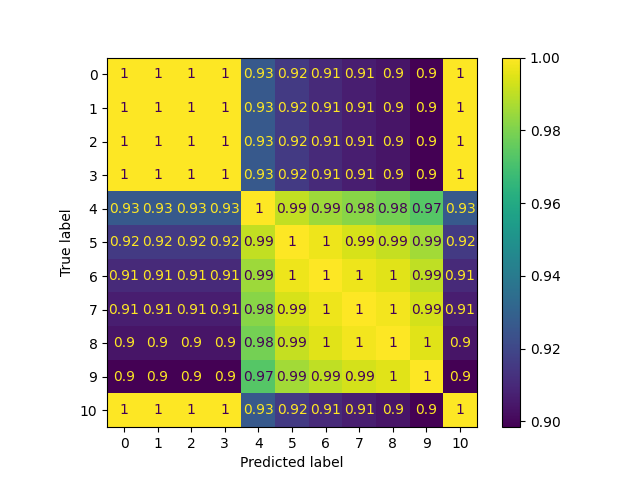 0 1 1 1 1 0.93 0.92 0.91 0.91 0.9 0.9 1 1.00
1 1 1 1 1 0.93 0.92 0.91 0.91 0.9 0.9 1
2 1 1 1 1 0.93 0.92 0.91 0.91 0.9 0.9 1 0.98
3 1 1 1 1 0.93 0.92 0.91 0.91 0.9 0.9 1
4 0.93 0.93 0.93 0.93 1 0.99 0.99 0.98 0.98 0.97 0.93 0.96
5 0.92 0.92 0.92 0.92 0.99 1 1 0.99 0.99 0.99 0.92
True label
6 0.91 0.91 0.91 0.91 0.99 1 1 1 1 0.99 0.91 0.94
7 0.91 0.91 0.91 0.91 0.98 0.99 1 1 1 0.99 0.91
8 0.9 0.9 0.9 0.9 0.98 0.99 1 1 1 1 0.9 0.92
9 0.9 0.9 0.9 0.9 0.97 0.99 0.99 0.99 1 1 0.9
10 1 1 1 1 0.93 0.92 0.91 0.91 0.9 0.9 1 0.90
0 1 2 3 4 5 6 7 8 9 10
Predicted label